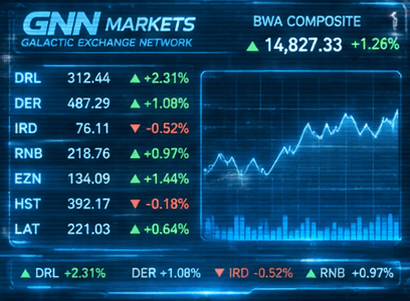 GNN MARKETS
GALACTIC EXCHANGE NETWORK
BWA COMPOSITE
▲ 14,827.33 +1.26%
DRL 312.44 ▲ +2.31%
DER 487.29 ▲ +1.08%
IRD 76.11 ▼ -0.52%
RNB 218.76 ▲ +0.97%
EZN 134.09 ▲ +1.44%
HST 392.17 ▼ -0.18%
LAT 221.03 ▲ +0.64%
▲ DRL +2.31% DER +1.08% ▼ IRD -0.52% ▲ RNB +0.97%